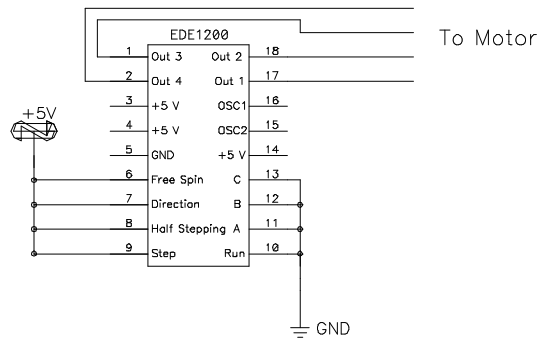 EDE1200
To Motor
1 Out 3 Out 2 18
2 Out 4 Out 1 17
3 +5 V OSC1 16
+5V
4 +5 V OSC2 15
5 GND +5 V 14
6 Free Spin C 13
7 Direction B 12
8 Half Stepping A 11
9 Step Run 10
GND